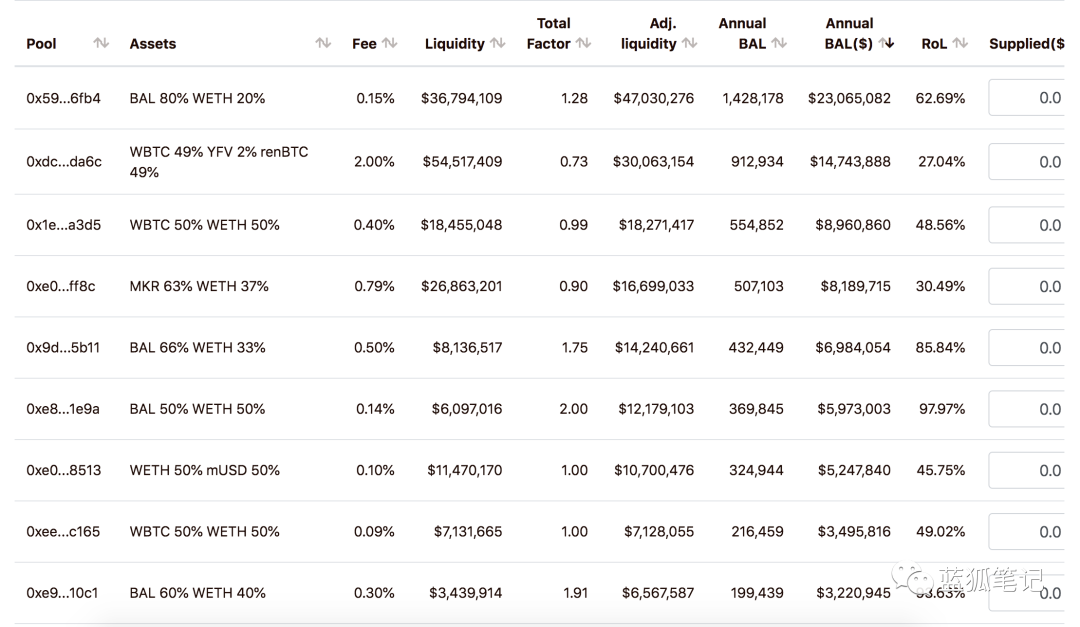 Pool Assets Fee Liquidity Total Factor Adj. liquidity Annual BAL Annual BAL($) RoL Supplied($
0x59...6fb4 BAL 80% WETH 20% 0.15% $36,794,109 1.28 $47,030,276 1,428,178 $23,065,082 62.69% 0.0
0xdc...da6c WBTC 49% YFV 2% renBTC 49% 2.00% $54,517,409 0.73 $30,063,154 912,934 $14,743,888 27.04% 0.0
0x1e...a3d5 WBTC 50% WETH 50% 0.40% $18,455,048 0.99 $18,271,417 554,852 $8,960,860 48.56% 0.0
0xe0...ff8c MKR 63% WETH 37% 0.79% $26,863,201 0.90 $16,699,033 507,103 $8,189,715 30.49% 0.0
0x9d...5b11 BAL 66% WETH 33% 0.50% $8,136,517 1.75 $14,240,661 432,449 $6,984,054 85.84% 0.0
0xe8...1e9a BAL 50% WETH 50% 0.14% $6,097,016 2.00 $12,179,103 369,845 $5,973,003 97.97% 0.0
0xe0...8513 WETH 50% mUSD 50% 0.10% $11,470,170 1.00 $10,700,476 324,944 $5,247,840 45.75% 0.0
0xee...c165 WBTC 50% WETH 50% 0.09% $7,131,665 1.00 $7,128,055 216,459 $3,495,816 49.02% 0.0
0xe9...10c1 BAL 60% WETH 40% 0.30% $3,439,914 1.91 $6,567,587 199,439 $3,220,945 0.0
蓝狐笔记